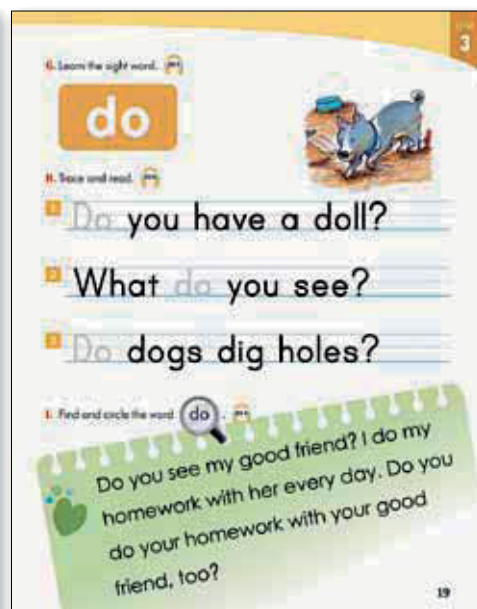 3
G. Learn the sight word.
do
H. Trace and read.
1 Do you have a doll?
2 What do you see?
3 Do dogs dig holes?
I. Find and circle the word do.
Do you see my good friend? I do my
homework with her every day. Do you
do your homework with your good
friend, too?
19